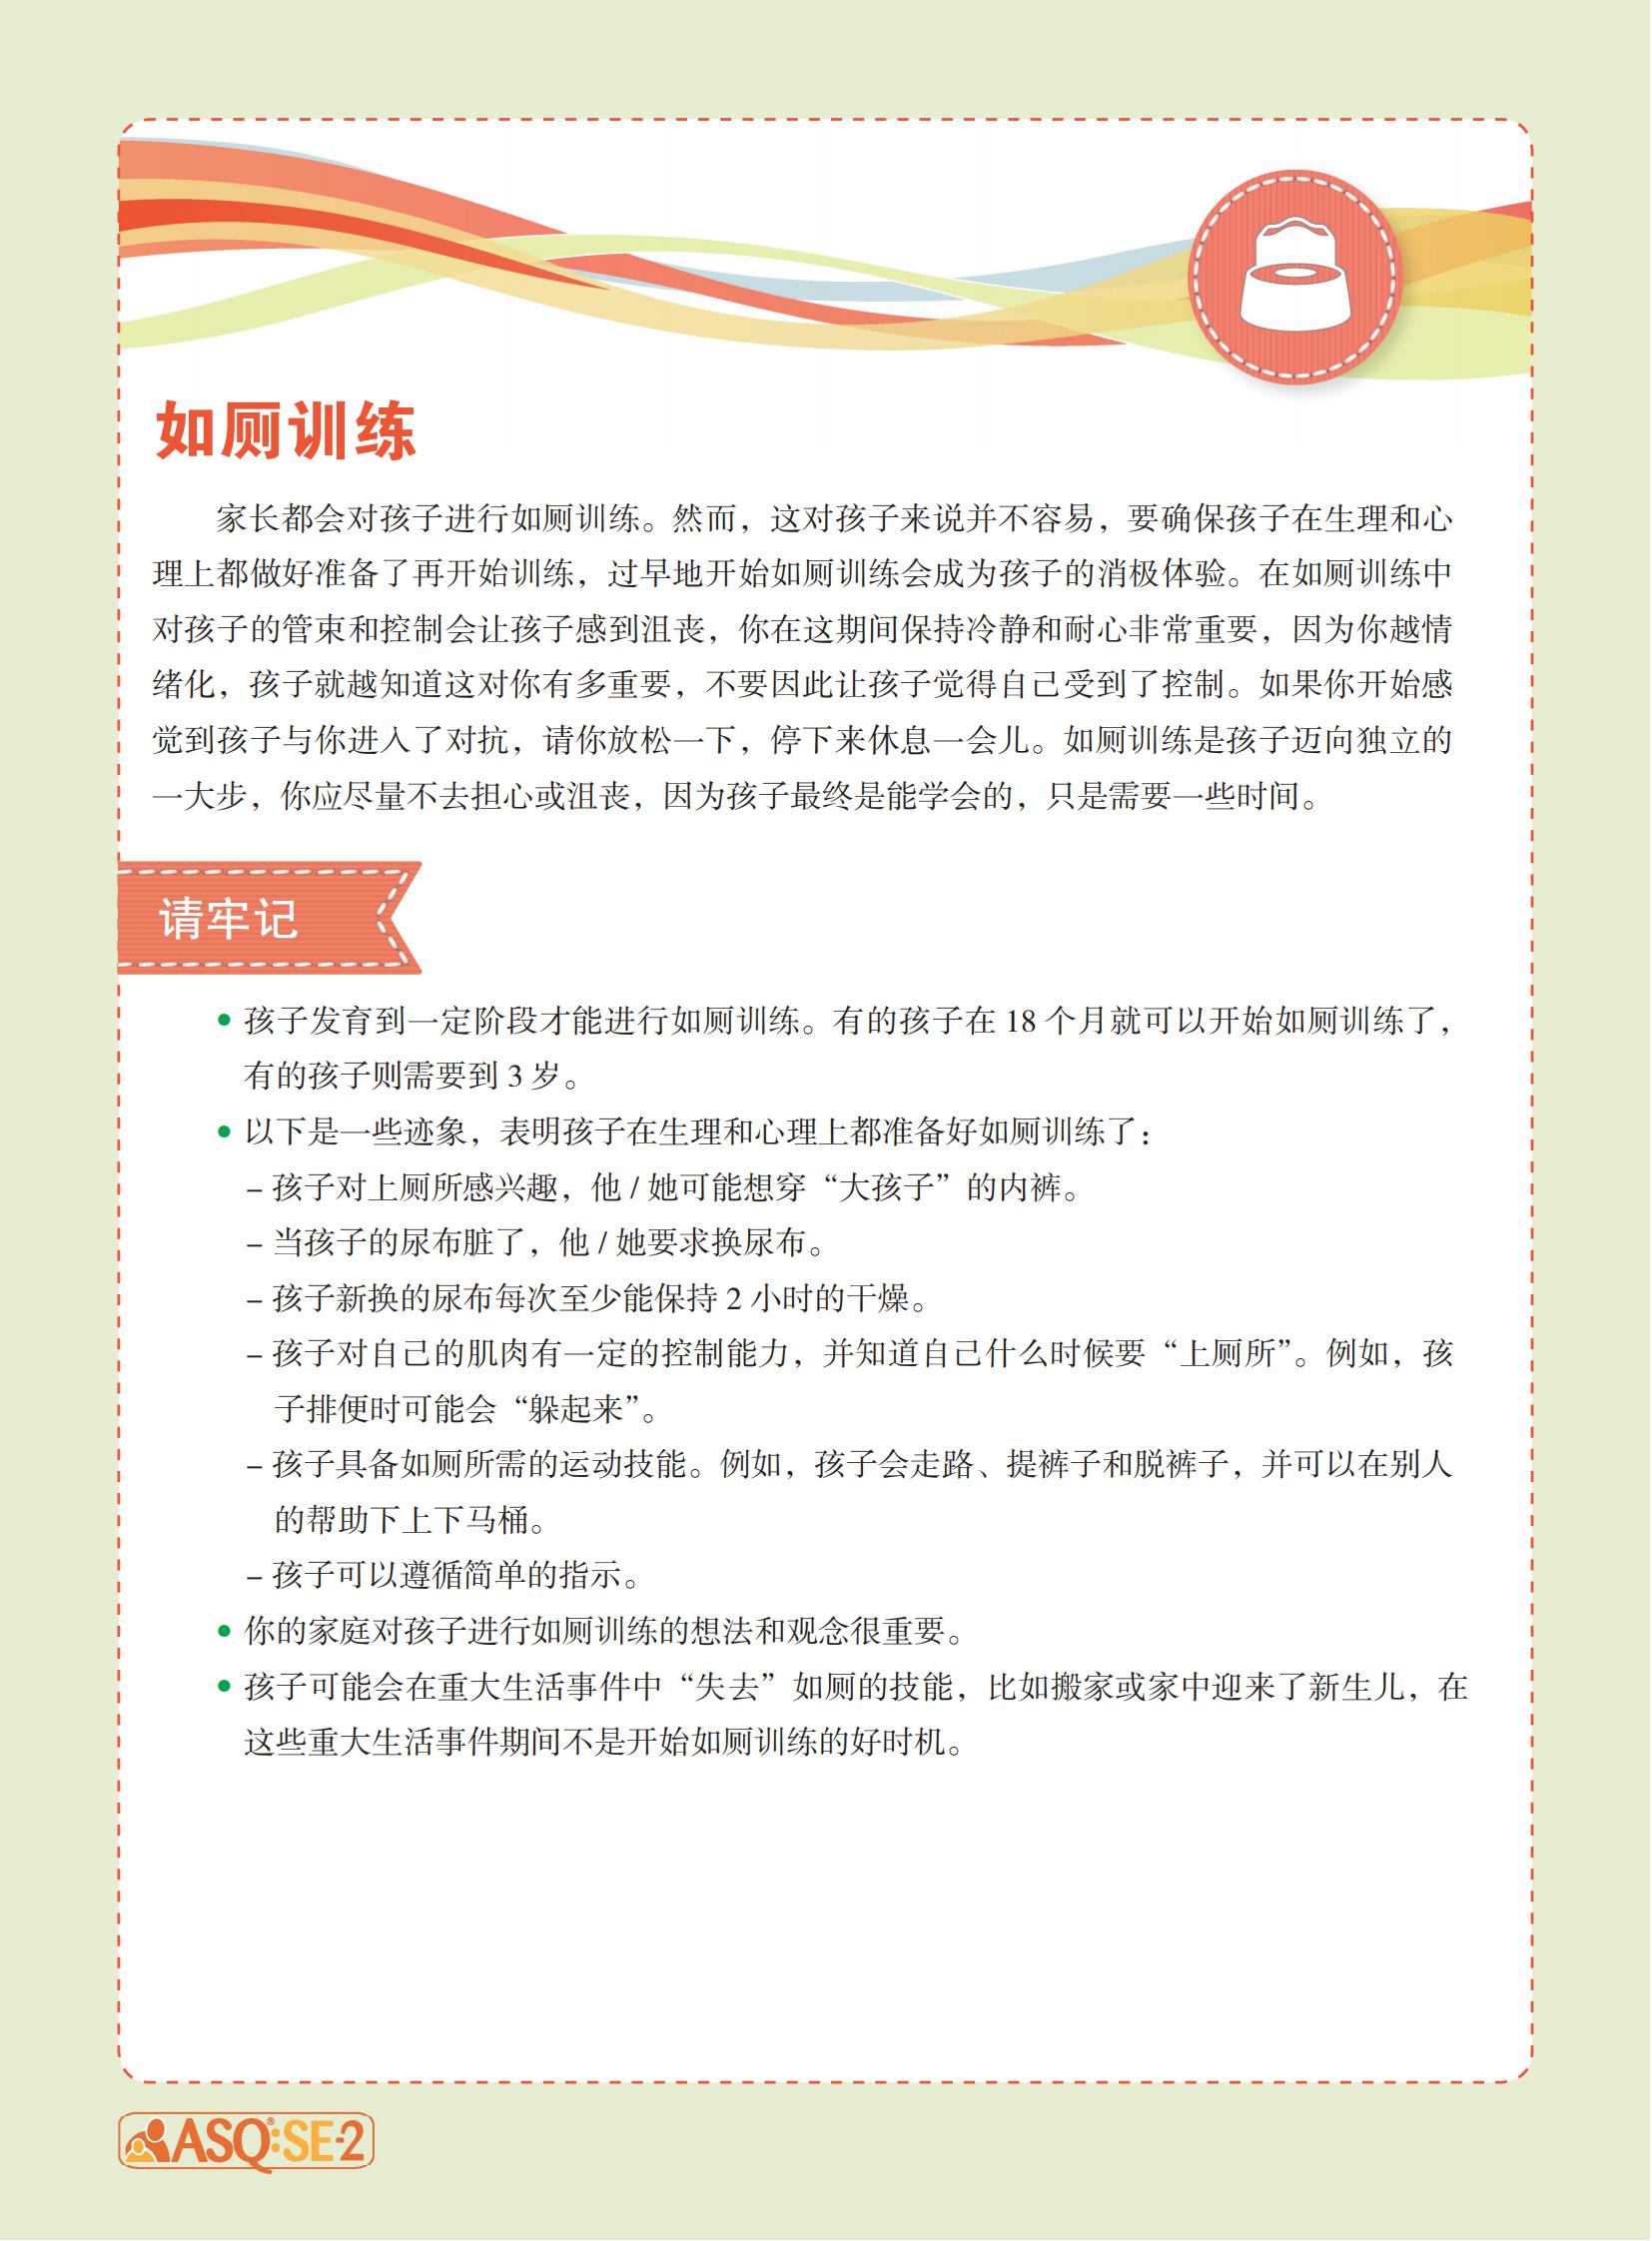 如厕训练
家长都会对孩子进行如厕训练。然而，这对孩子来说并不容易，要确保孩子在生理和心
理上都做好准备了再开始训练，过早地开始如厕训练会成为孩子的消极体验。在如厕训练中
对孩子的管束和控制会让孩子感到沮丧，你在这期间保持冷静和耐心非常重要，因为你越情
绪化，孩子就越知道这对你有多重要，不要因此让孩子觉得自己受到了控制。如果你开始感
觉到孩子与你进入了对抗，请你放松一下，停下来休息一会儿。如厕训练是孩子迈向独立的
一大步，你应尽量不去担心或沮丧，因为孩子最终是能学会的，只是需要一些时间。
请牢记
• 孩子发育到一定阶段才能进行如厕训练。有的孩子在 18 个月就可以开始如厕训练了，
有的孩子则需要到 3 岁。
• 以下是一些迹象，表明孩子在生理和心理上都准备好如厕训练了：
– 孩子对上厕所感兴趣，他 / 她可能想穿“大孩子”的内裤。
– 当孩子的尿布脏了，他 / 她要求换尿布。
– 孩子新换的尿布每次至少能保持 2 小时的干燥。
– 孩子对自己的肌肉有一定的控制能力，并知道自己什么时候要“上厕所”。例如，孩
子排便时可能会“躲起来”。
– 孩子具备如厕所需的运动技能。例如，孩子会走路、提裤子和脱裤子，并可以在别人
的帮助下上下马桶。
– 孩子可以遵循简单的指示。
• 你的家庭对孩子进行如厕训练的想法和观念很重要。
• 孩子可能会在重大生活事件中“失去”如厕的技能，比如搬家或家中迎来了新生儿，在
这些重大生活事件期间不是开始如厕训练的好时机。
ASQ®:SE-2